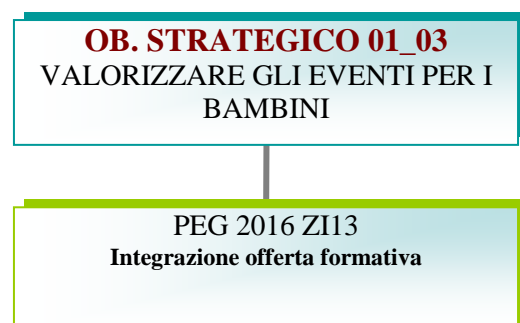 OB. STRATEGICO 01_03
VALORIZZARE GLI EVENTI PER I
BAMBINI
PEG 2016 ZI13
Integrazione offerta formativa